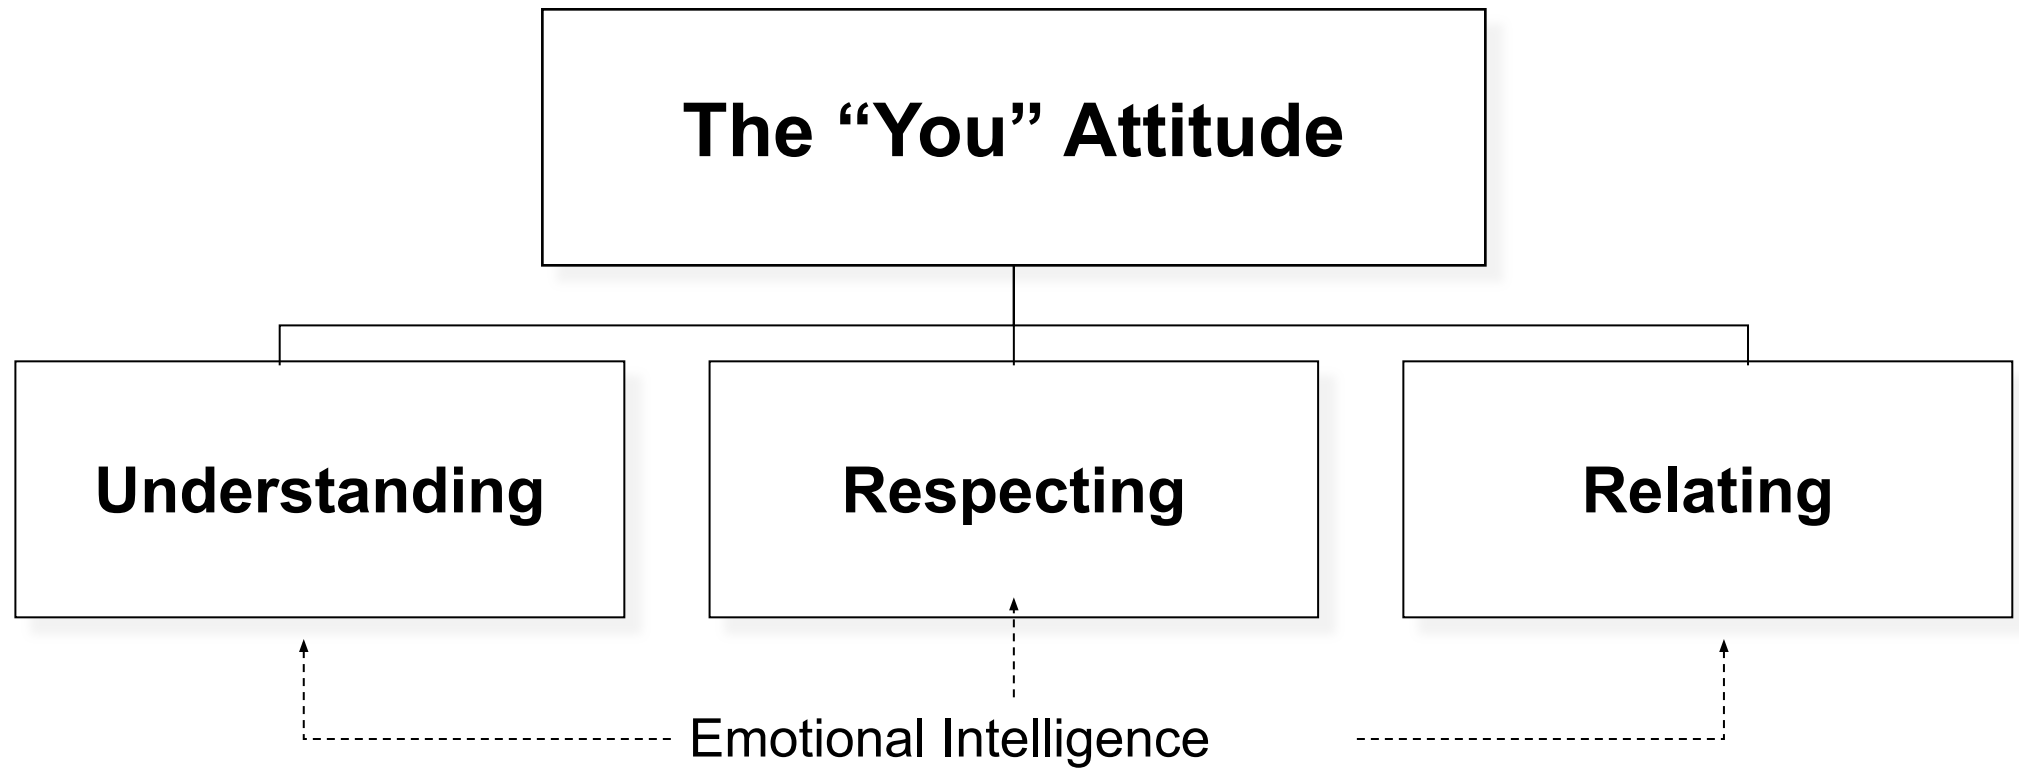 The “You” Attitude
Understanding
Respecting
Relating
Emotional Intelligence